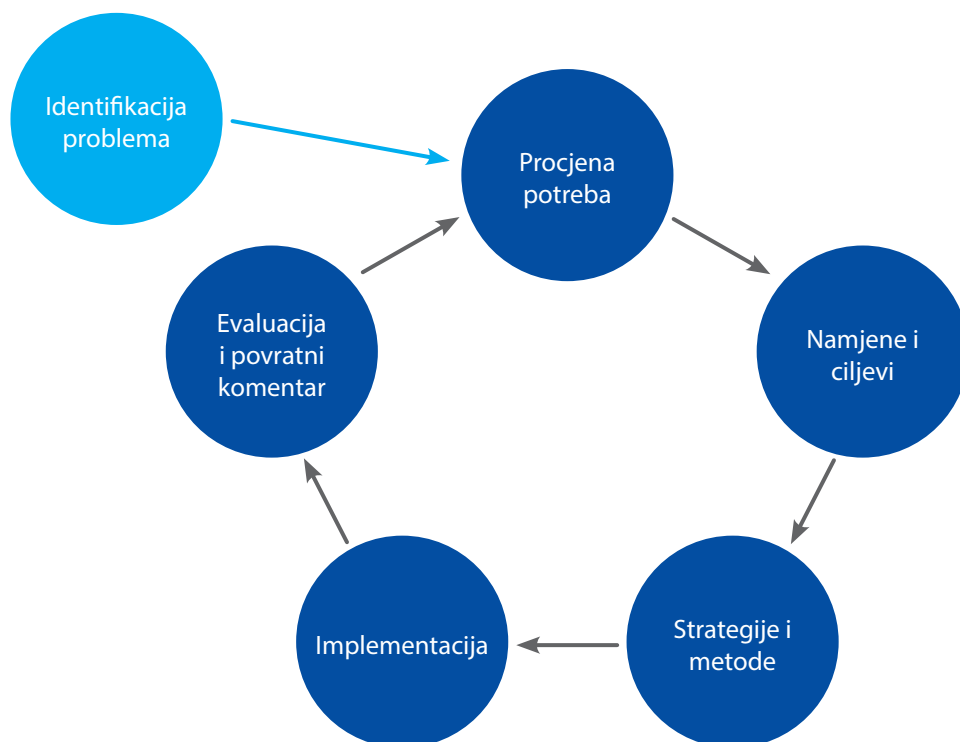 Identifikacija
problema
Procjena
potreba
Namjene i
ciljevi
Strategije i
metode
Implementacija
Evaluacija
i povratni
komentar